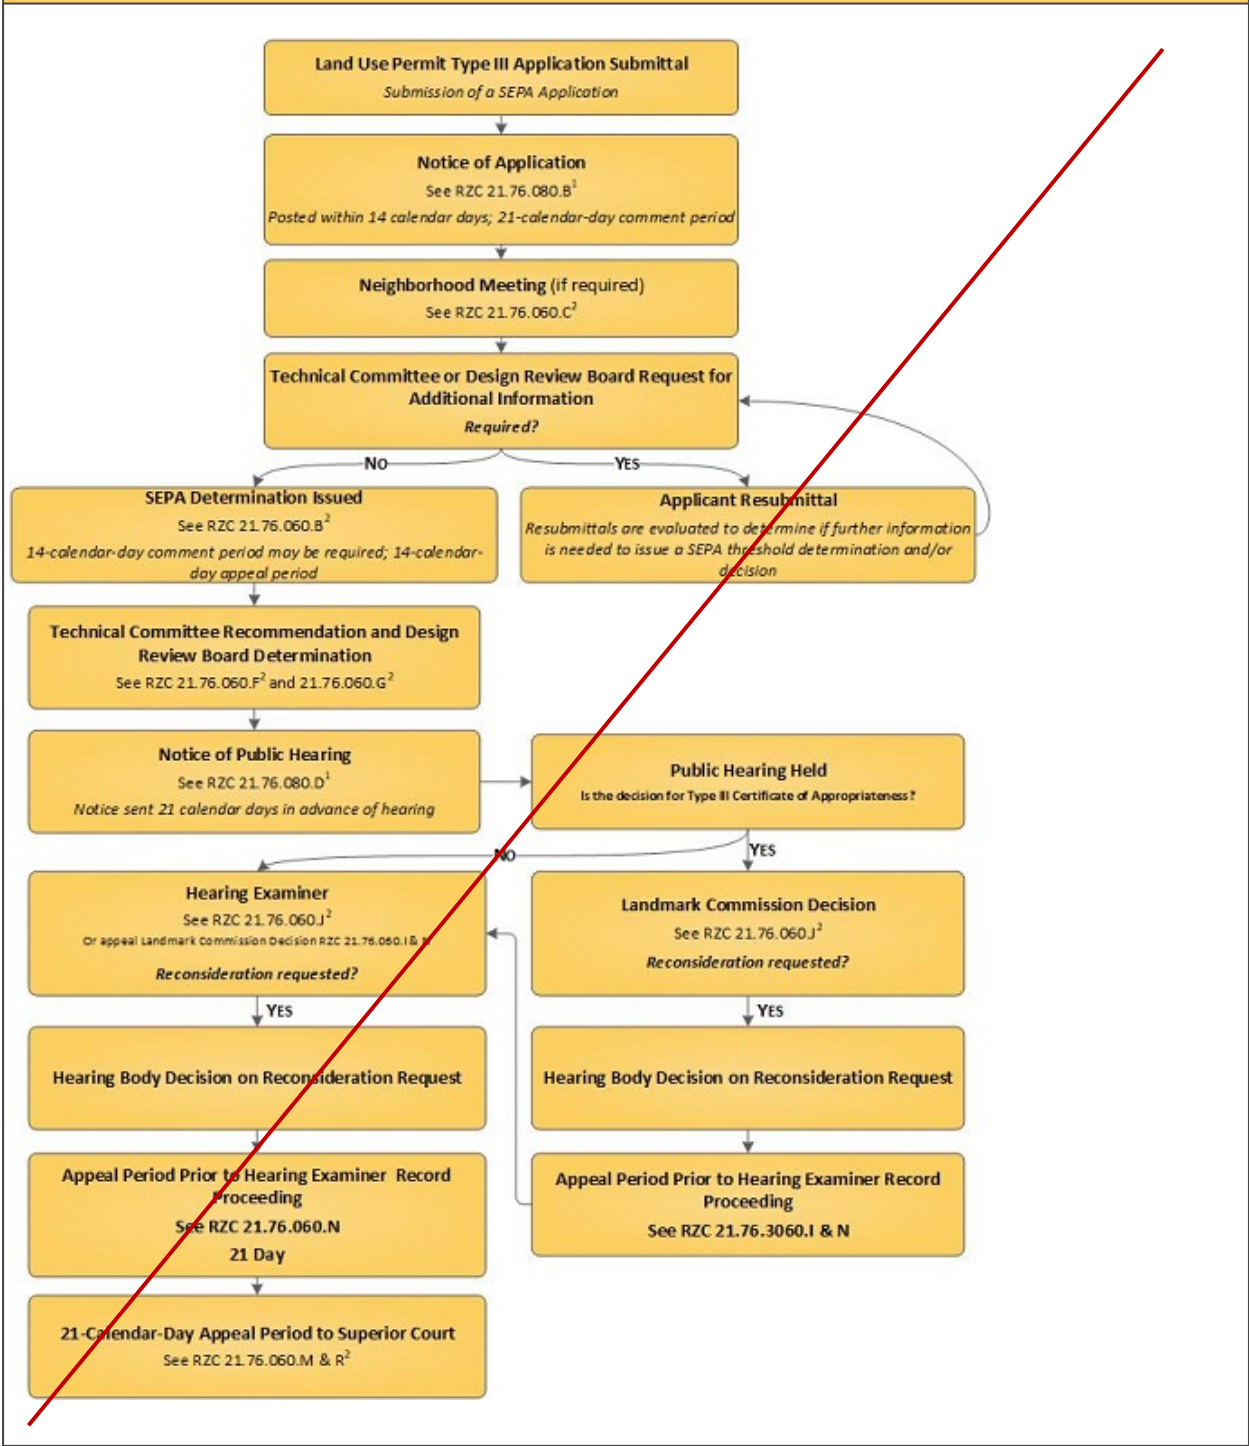 Land Use Permit Type III Application Submittal
Submission of a SEPA Application
Notice of Application
See RZC 21.76.080.B1
Posted within 14 calendar days; 21-calendar-day comment period
Neighborhood Meeting (if required)
See RZC 21.76.060.C2
Technical Committee or Design Review Board Request for
Additional Information
Required?
No
Yes
SEPA Determination Issued
See RZC 21.76.060.B2
14-calendar-day comment period may be required; 14-calendar-
day appeal period
Applicant Resubmittal
Resubmittals are evaluated to determine if further information
is needed to issue a SEPA threshold determination and/or
decision
Technical Committee Recommendation and Design
Review Board Determination
See RZC 21.76.060.F2 and 21.76.060.G2
Notice of Public Hearing
See RZC 21.76.080.D1
Notice sent 21 calendar days in advance of hearing
Public Hearing Held
Is the decision for Type III Certificate of Appropriateness?
No
Yes
Hearing Examiner
See RZC 21.76.060.J2
Or appeal Landmark Commission Decision RZC 21.76.060.I & N
Reconsideration requested?
Landmark Commission Decision
See RZC 21.76.060.J2
Reconsideration requested?
Yes
Yes
Hearing Body Decision on Reconsideration Request
Hearing Body Decision on Reconsideration Request
Appeal Period Prior to Hearing Examiner Record
Proceeding
See RZC 21.76.060.N
21 Day
Appeal Period Prior to Hearing Examiner Record
Proceeding
See RZC 21.76.3060.I & N
21-Calendar-Day Appeal Period to Superior Court
See RZC 21.76.060.M & R2